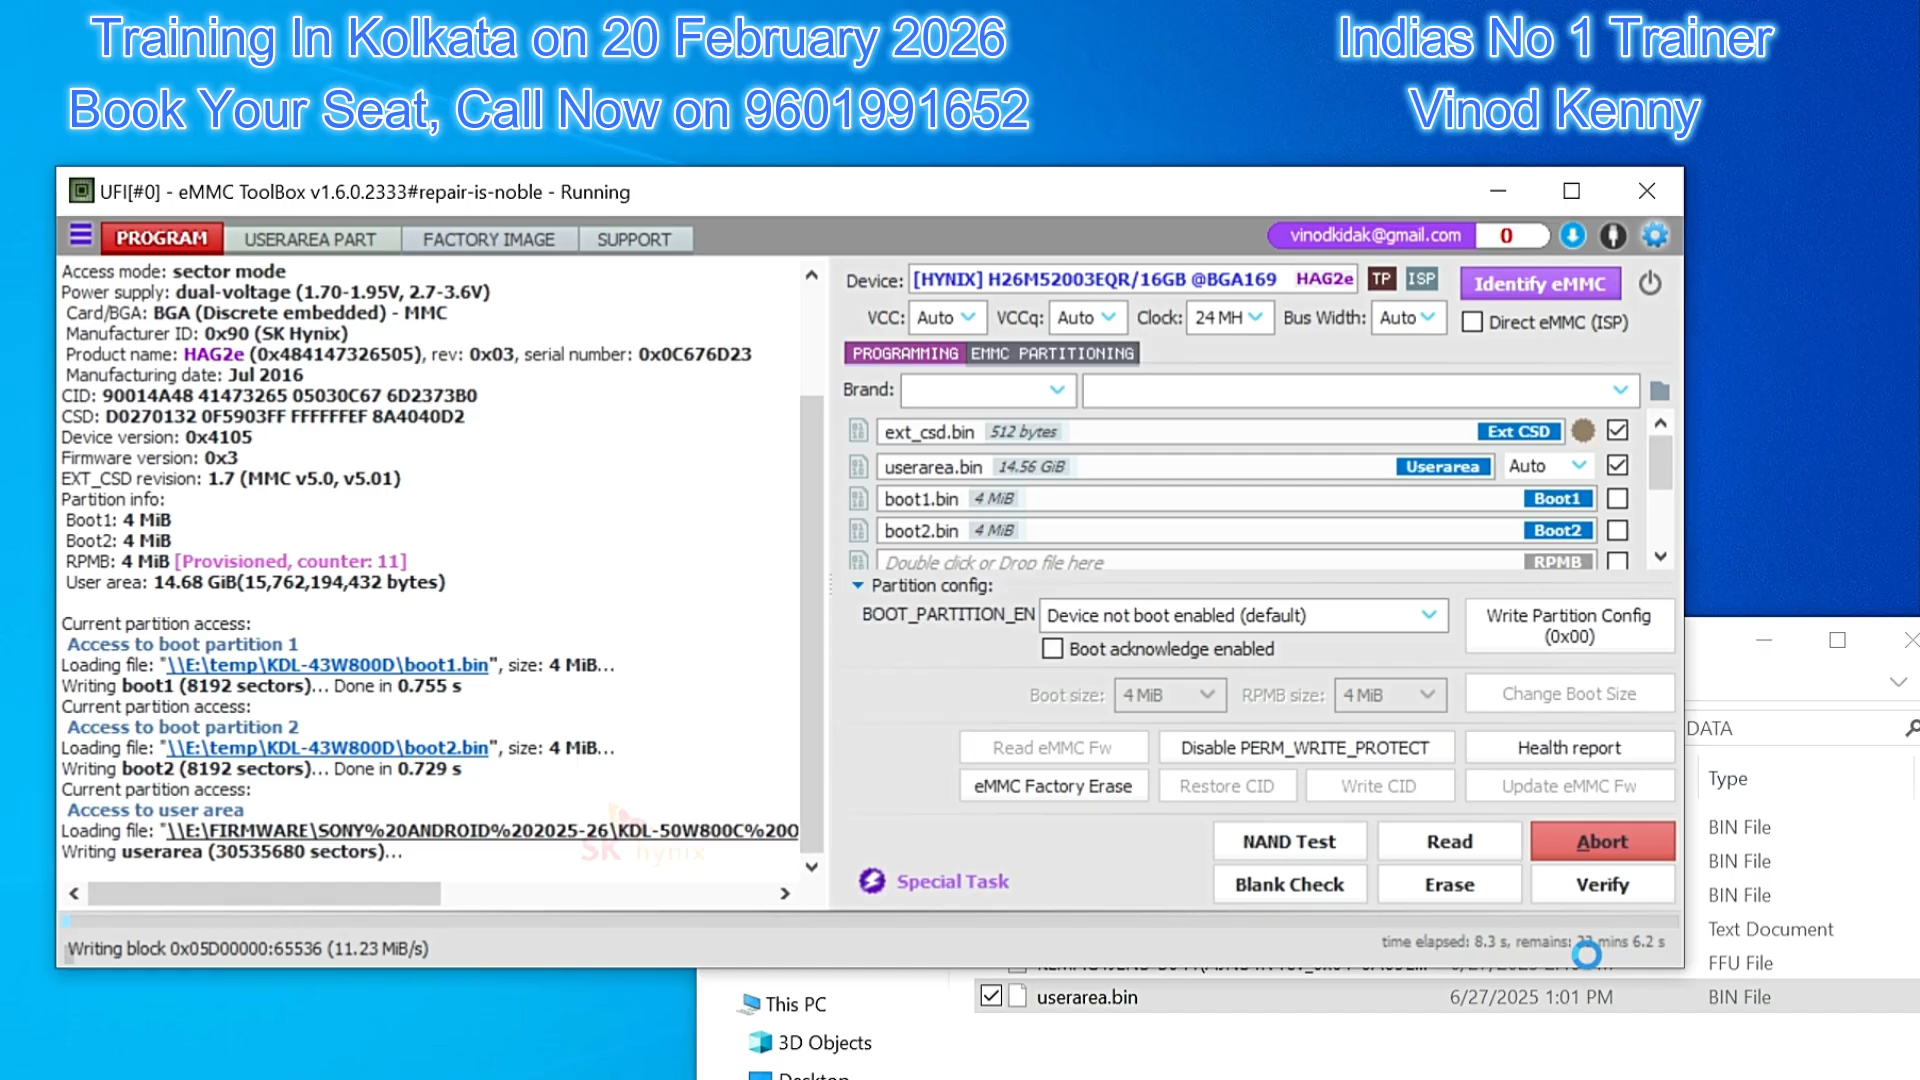 Training In Kolkata on 20 February 2026
Book Your Seat, Call Now on 9601991652
Indias No 1 Trainer
Vinod Kenny
UFI[#0] - eMMC ToolBox v1.6.0.2333#repair-is-noble - Running
PROGRAM USERAREA PART FACTORY IMAGE SUPPORT
vinodkidak@gmail.com 0
Access mode: sector mode
Power supply: dual-voltage (1.70-1.95V, 2.7-3.6V)
Card/BGA: BGA (Discrete embedded) - MMC
Manufacturer ID: 0x90 (SK Hynix)
Product name: HAG2e (0x484147326505), rev: 0x03, serial number: 0x0C676D23
Manufacturing date: Jul 2016
CID: 90014A48 41473265 05030C67 6D2373B0
CSD: D0270132 0F5903FF FFFFFFEF 8A4040D2
Device version: 0x4105
Firmware version: 0x3
EXT_CSD revision: 1.7 (MMC v5.0, v5.01)
Partition info:
Boot1: 4 MiB
Boot2: 4 MiB
RPMB: 4 MiB [Provisioned, counter: 11]
User area: 14.68 GiB(15,762,194,432 bytes)
Current partition access:
Access to boot partition 1
Loading file: "\\E:\temp\KDL-43W800D\boot1.bin", size: 4 MiB...
Writing boot1 (8192 sectors)... Done in 0.755 s
Current partition access:
Access to boot partition 2
Loading file: "\\E:\temp\KDL-43W800D\boot2.bin", size: 4 MiB...
Writing boot2 (8192 sectors)... Done in 0.729 s
Current partition access:
Access to user area
Loading file: "\\E:\FIRMWARE\SONY%20ANDROID%202025-26\KDL-50W800C%20O
Writing userarea (30535680 sectors)...
SK hynix
Writing block 0x05D00000:65536 (11.23 MiB/s)
Device: [HYNIX] H26M52003EQR/16GB @BGA169 HAG2e TP ISP Identify eMMC
VCC: Auto VCCq: Auto Clock: 24 MH Bus Width: Auto Direct eMMC (ISP)
PROGRAMMING EMMC PARTITIONING
Brand:
ext_csd.bin 512 bytes Ext CSD
userarea.bin 14.56 GiB Userarea Auto
boot1.bin 4 MiB Boot1
boot2.bin 4 MiB Boot2
Double click or Drop file here RPMB
Partition config:
BOOT_PARTITION_EN Device not boot enabled (default) Write Partition Config
(0x00)
Boot acknowledge enabled
Boot size: 4 MiB RPMB size: 4 MiB Change Boot Size
Read eMMC Fw Disable PERM_WRITE_PROTECT Health report
eMMC Factory Erase Restore CID Write CID Update eMMC Fw
NAND Test Read Abort
Special Task Blank Check Erase Verify
time elapsed: 8.3 s, remains: mins 6.2 s
DATA
Type
BIN File
BIN File
BIN File
Text Document
FFU File
userarea.bin 6/27/2025 1:01 PM BIN File
This PC
3D Objects
Desktop